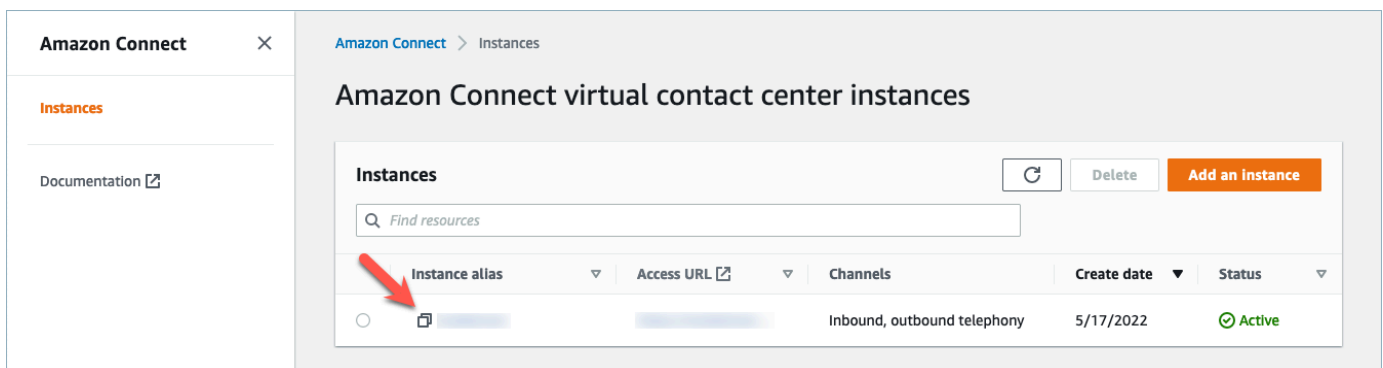 Amazon Connect
Instances
Documentation
Amazon Connect > Instances
Amazon Connect virtual contact center instances
Instances
Delete
Add an instance
Find resources
Instance alias
Access URL
Channels
Create date
Status
Inbound, outbound telephony
5/17/2022
Active